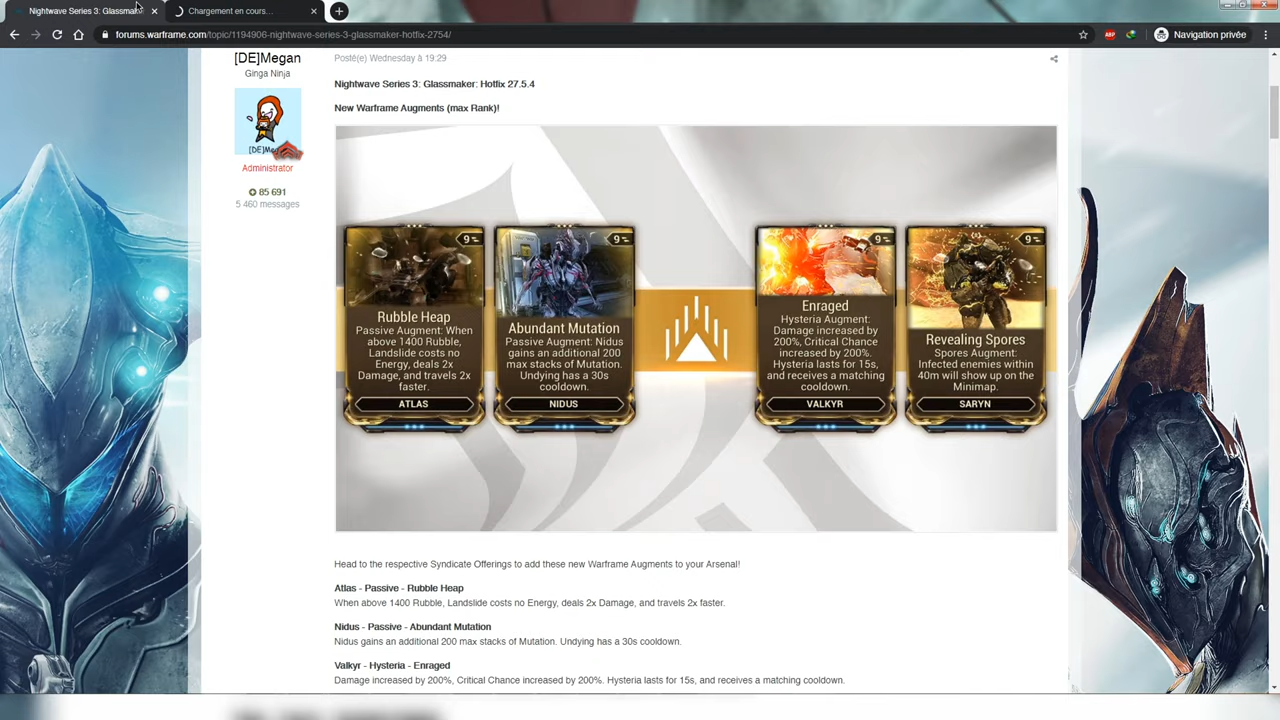 Nightwave Series 3: Glassmak
Chargement en cours…
forums.warframe.com/topic/1194906-nightwave-series-3-glassmaker-hotfix-2754/
ABP
Navigation privée
[DE]Megan
Ginga Ninja
Administrator
85 691
5 460 messages
Posté(e) Wednesday à 19:29
Nightwave Series 3: Glassmaker: Hotfix 27.5.4
New Warframe Augments (max Rank)!
9
Rubble Heap
Passive Augment: When
above 1400 Rubble,
Landslide costs no
Energy, deals 2x
Damage, and travels 2x
faster.
ATLAS
9
Abundant Mutation
Passive Augment: Nidus
gains an additional 200
max stacks of Mutation.
Undying has a 30s
cooldown.
NIDUS
9
Enraged
Hysteria Augment:
Damage increased by
200%, Critical Chance
increased by 200%.
Hysteria lasts for 15s,
and receives a matching
cooldown.
VALKYR
9
Revealing Spores
Spores Augment:
Infected enemies within
40m will show up on the
Minimap.
SARYN
Head to the respective Syndicate Offerings to add these new Warframe Augments to your Arsenal!
Atlas - Passive - Rubble Heap
When above 1400 Rubble, Landslide costs no Energy, deals 2x Damage, and travels 2x faster.
Nidus - Passive - Abundant Mutation
Nidus gains an additional 200 max stacks of Mutation. Undying has a 30s cooldown.
Valkyr - Hysteria - Enraged
Damage increased by 200%, Critical Chance increased by 200%. Hysteria lasts for 15s, and receives a matching cooldown.